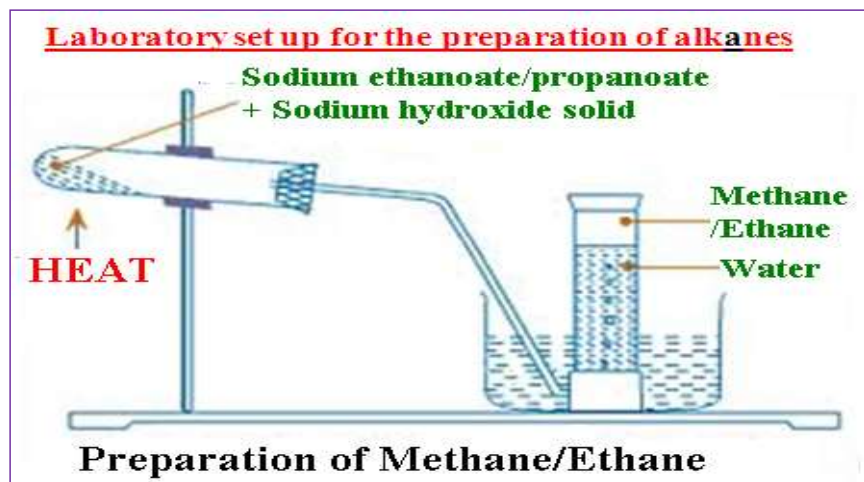 Laboratory set up for the preparation of alkanes
Sodium ethanoate/propanoate
+ Sodium hydroxide solid
Methane
/Ethane
Water
HEAT
Preparation of Methane/Ethane